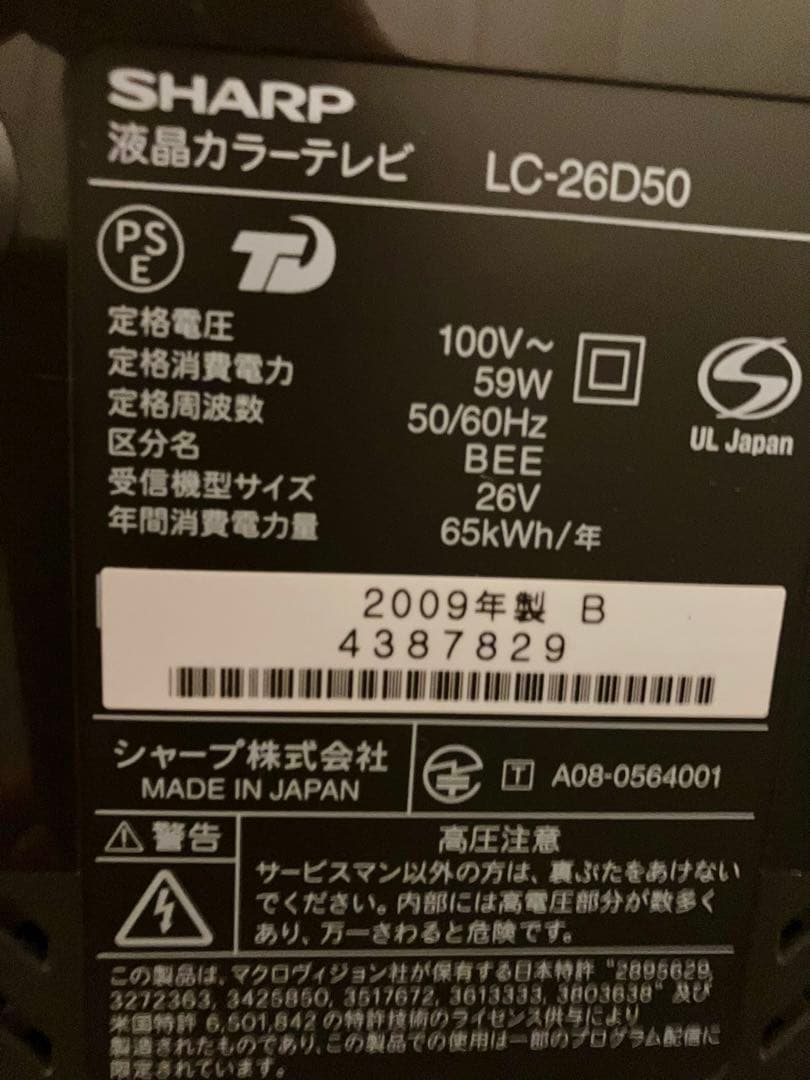 SHARP
液晶カラーテレビ LC-26D50
PS
E
定格電圧 100V~
定格消費電力 59W
定格周波数 50/60Hz
区分名 BEE
受信機型サイズ 26V
年間消費電力量 65kWh/年
UL Japan
2009年製 B
4387829
シャープ株式会社
MADE IN JAPAN
T A08-0564001
警告
高圧注意
サービスマン以外の方は、裏ぶたをあけない
でください。内部には高電圧部分が数多く
あり、万一さわると危険です。
この製品は、マクロヴィジョン社が保有する日本特許 "2895629,
3272363, 3425850, 3517672, 3613333, 3803638" 及び
米国特許 6,501,842 の特許技術のライセンス供与により
製造されたものであり、この製品での使用は一部のプログラム配信に
限定されています。